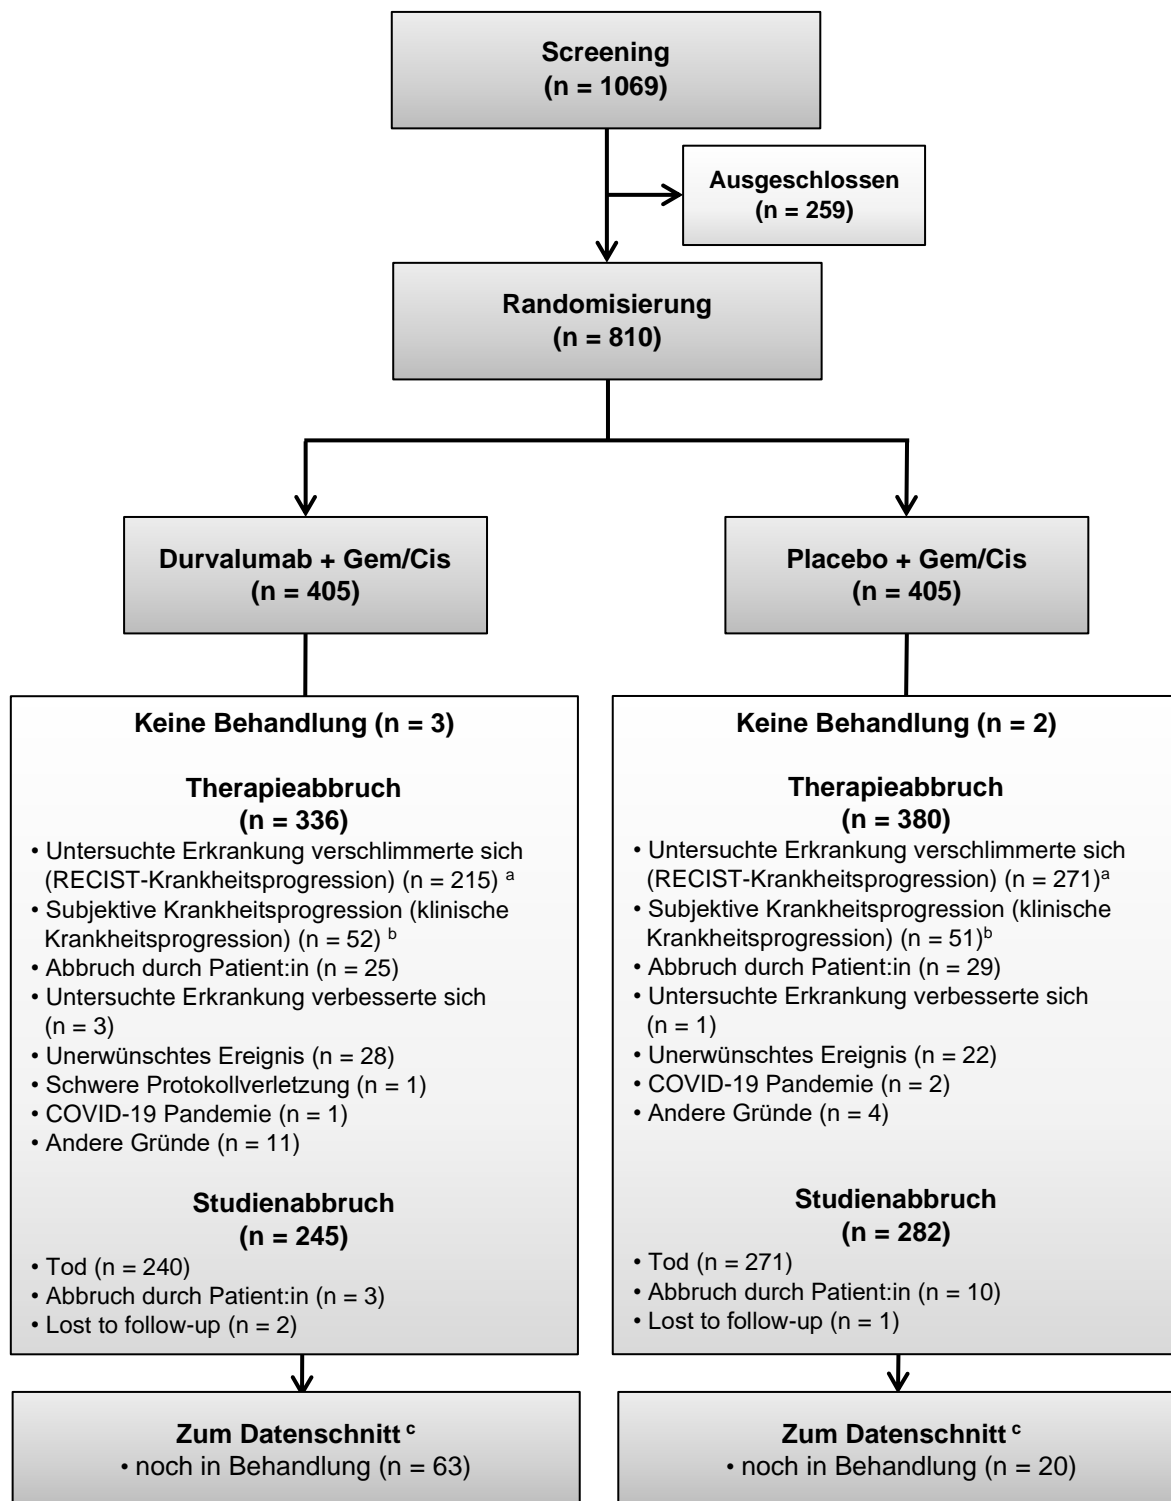 Screening
(n = 1069)
Ausgeschlossen
(n = 259)
Randomisierung
(n = 810)
Durvalumab + Gem/Cis
(n = 405)
Placebo + Gem/Cis
(n = 405)
Keine Behandlung (n = 3)
Therapieabbruch
(n = 336)
• Untersuchte Erkrankung verschlimmerte sich
(RECIST-Krankheitsprogression) (n = 215) a
• Subjektive Krankheitsprogression (klinische
Krankheitsprogression) (n = 52) b
• Abbruch durch Patient:in (n = 25)
• Untersuchte Erkrankung verbesserte sich
(n = 3)
• Unerwünschtes Ereignis (n = 28)
• Schwere Protokollverletzung (n = 1)
• COVID-19 Pandemie (n = 1)
• Andere Gründe (n = 11)
Studienabbruch
(n = 245)
• Tod (n = 240)
• Abbruch durch Patient:in (n = 3)
• Lost to follow-up (n = 2)
Keine Behandlung (n = 2)
Therapieabbruch
(n = 380)
• Untersuchte Erkrankung verschlimmerte sich
(RECIST-Krankheitsprogression) (n = 271)a
• Subjektive Krankheitsprogression (klinische
Krankheitsprogression) (n = 51)b
• Abbruch durch Patient:in (n = 29)
• Untersuchte Erkrankung verbesserte sich
(n = 1)
• Unerwünschtes Ereignis (n = 22)
• COVID-19 Pandemie (n = 2)
• Andere Gründe (n = 4)
Studienabbruch
(n = 282)
• Tod (n = 271)
• Abbruch durch Patient:in (n = 10)
• Lost to follow-up (n = 1)
Zum Datenschnitt c
• noch in Behandlung (n = 63)
Zum Datenschnitt c
• noch in Behandlung (n = 20)